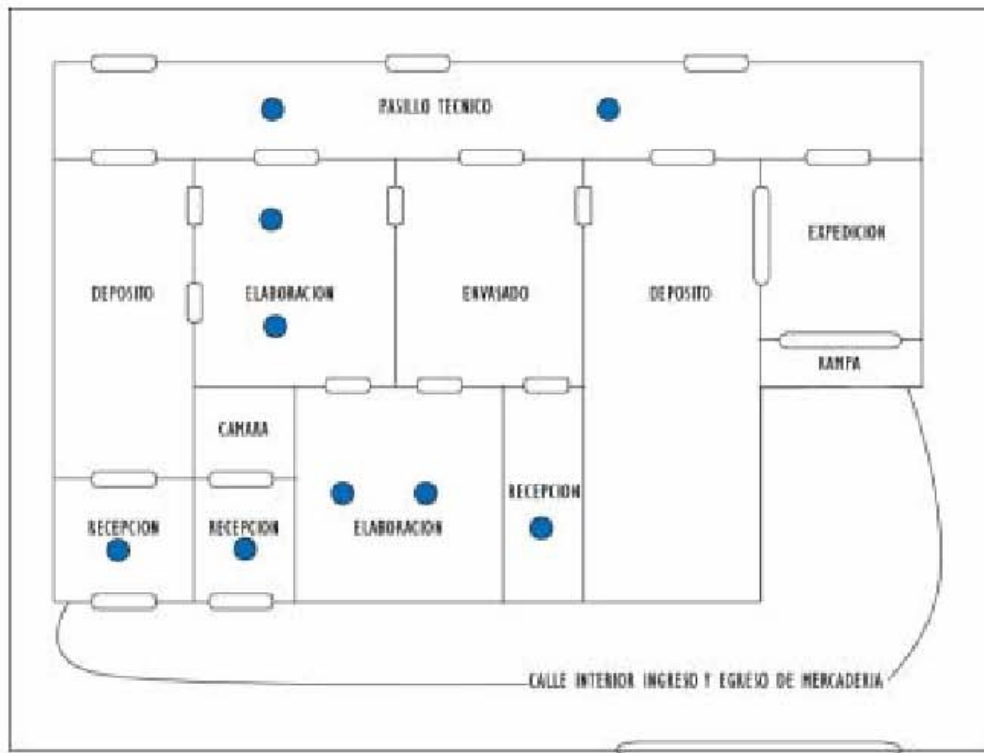 PASILLO TECNICO
EXPEDICION
DEPOSITO
ELABORACION
ENVASADO
DEPOSITO
RAMPA
CAMARA
RECEPCION
RECEPCION
RECEPCION
ELABORACION
CALLE INTERIOR INGRESO Y EGRESO DE MERCADERIA